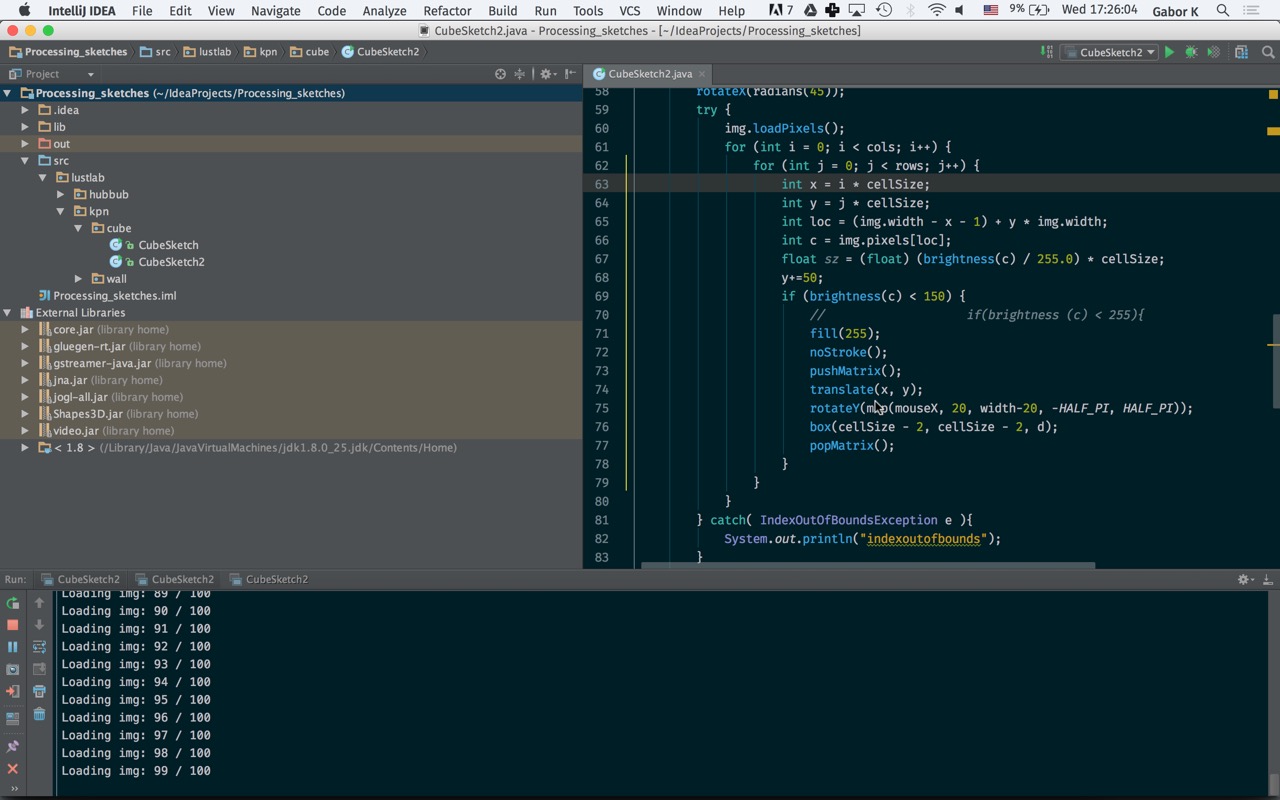 IntelliJ IDEA File Edit View Navigate Code Analyze Refactor Build Run Tools VCS Window Help 7 9% Wed 17:26:04 Gabor K
CubeSketch2.java - Processing_sketches - [~/IdeaProjects/Processing_sketches]
Processing_sketches src lustlab kpn cube CubeSketch2 CubeSketch2
Project CubeSketch2.java
Processing_sketches (~/IdeaProjects/Processing_sketches)
.idea
lib
out
src
lustlab
hubbub
kpn
cube
CubeSketch
CubeSketch2
wall
Processing_sketches.iml
External Libraries
core.jar (library home)
gluegen-rt.jar (library home)
gstreamer-java.jar (library home)
jna.jar (library home)
jogl-all.jar (library home)
Shapes3D.jar (library home)
video.jar (library home)
< 1.8 > (/Library/Java/JavaVirtualMachines/jdk1.8.0_25.jdk/Contents/Home)
58 rotateX(radians(45));
59 try {
60 img.loadPixels();
61 for (int i = 0; i < cols; i++) {
62 for (int j = 0; j < rows; j++) {
63 int x = i * cellSize;
64 int y = j * cellSize;
65 int loc = (img.width - x - 1) + y * img.width;
66 int c = img.pixels[loc];
67 float sz = (float) (brightness(c) / 255.0) * cellSize;
68 y+=50;
69 if (brightness(c) < 150) {
70 // if(brightness (c) < 255){
71 fill(255);
72 noStroke();
73 pushMatrix();
74 translate(x, y);
75 rotateY(map(mouseX, 20, width-20, -HALF_PI, HALF_PI));
76 box(cellSize - 2, cellSize - 2, d);
77 popMatrix();
78 }
79 }
80 }
81 } catch( IndexOutOfBoundsException e ){
82 System.out.println("indexoutofbounds");
83 }
Run: CubeSketch2 CubeSketch2 CubeSketch2
Loading img: 89 / 100
Loading img: 90 / 100
Loading img: 91 / 100
Loading img: 92 / 100
Loading img: 93 / 100
Loading img: 94 / 100
Loading img: 95 / 100
Loading img: 96 / 100
Loading img: 97 / 100
Loading img: 98 / 100
Loading img: 99 / 100